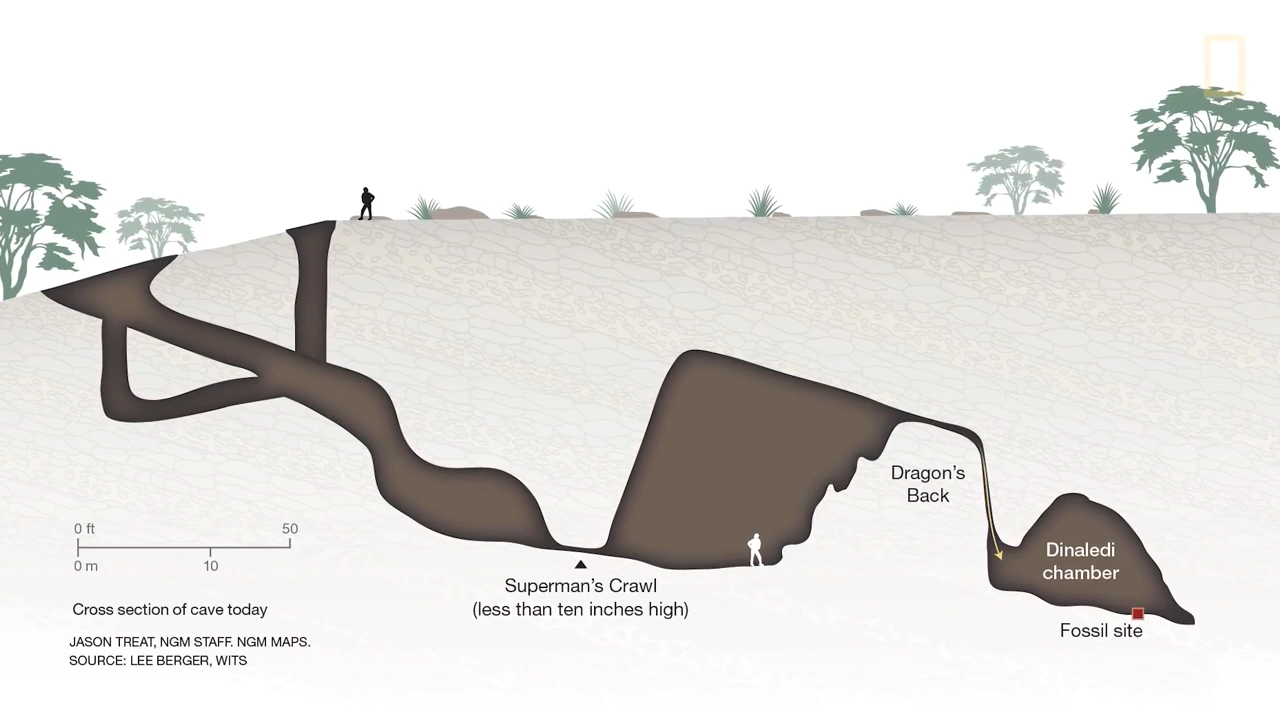 Dragon's
Back
Dinaledi
chamber
Fossil site
Superman's Crawl
(less than ten inches high)
0 ft 50
0 m 10
Cross section of cave today
JASON TREAT, NGM STAFF. NGM MAPS.
SOURCE: LEE BERGER, WITS